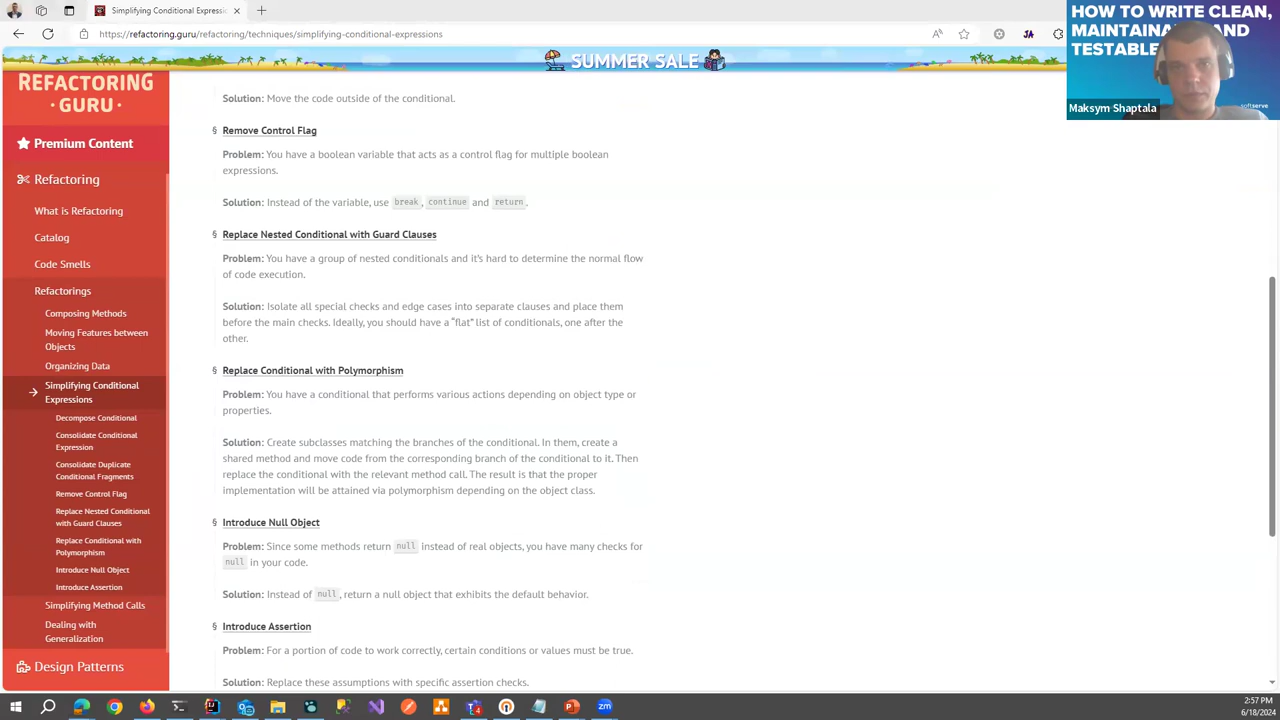 Simplifying Conditional Expressions
https://refactoring.guru/refactoring/techniques/simplifying-conditional-expressions
SUMMER SALE
HOW TO WRITE CLEAN,
AND
TESTABLE
softserve
Maksym Shaptala
REFACTORING
· GURU ·
Premium Content
Refactoring
What is Refactoring
Catalog
Code Smells
Refactorings
Composing Methods
Moving Features between
Objects
Organizing Data
Simplifying Conditional
Expressions
Decompose Conditional
Consolidate Conditional
Expression
Consolidate Duplicate
Conditional Fragments
Remove Control Flag
Replace Nested Conditional
with Guard Clauses
Replace Conditional with
Polymorphism
Introduce Null Object
Introduce Assertion
Simplifying Method Calls
Dealing with
Generalization
Design Patterns
Solution: Move the code outside of the conditional.
§ Remove Control Flag
Problem: You have a boolean variable that acts as a control flag for multiple boolean
expressions.
Solution: Instead of the variable, use break, continue and return.
§ Replace Nested Conditional with Guard Clauses
Problem: You have a group of nested conditionals and it's hard to determine the normal flow
of code execution.
Solution: Isolate all special checks and edge cases into separate clauses and place them
before the main checks. Ideally, you should have a “flat” list of conditionals, one after the
other.
§ Replace Conditional with Polymorphism
Problem: You have a conditional that performs various actions depending on object type or
properties.
Solution: Create subclasses matching the branches of the conditional. In them, create a
shared method and move code from the corresponding branch of the conditional to it. Then
replace the conditional with the relevant method call. The result is that the proper
implementation will be attained via polymorphism depending on the object class.
§ Introduce Null Object
Problem: Since some methods return null instead of real objects, you have many checks for
null in your code.
Solution: Instead of null, return a null object that exhibits the default behavior.
§ Introduce Assertion
Problem: For a portion of code to work correctly, certain conditions or values must be true.
Solution: Replace these assumptions with specific assertion checks.
2:57 PM
6/18/2024